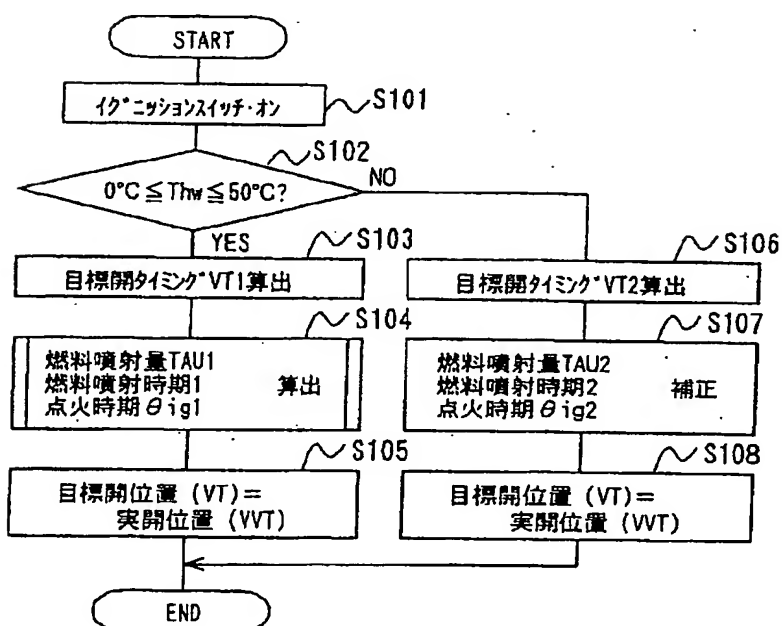 START
イグニッションスイッチ・オン
S101
S102
0°C≦Thw≦50°C?
NO
YES
S103
目標開タイミングVT1算出
S104
燃料噴射量TAU1
燃料噴射時期1 算出
点火時期θig1
S105
目標開位置 (VT)=
実開位置 (VVT)
S106
目標開タイミングVT2算出
S107
燃料噴射量TAU2
燃料噴射時期2 補正
点火時期θig2
S108
目標開位置 (VT)=
実開位置 (VVT)
END